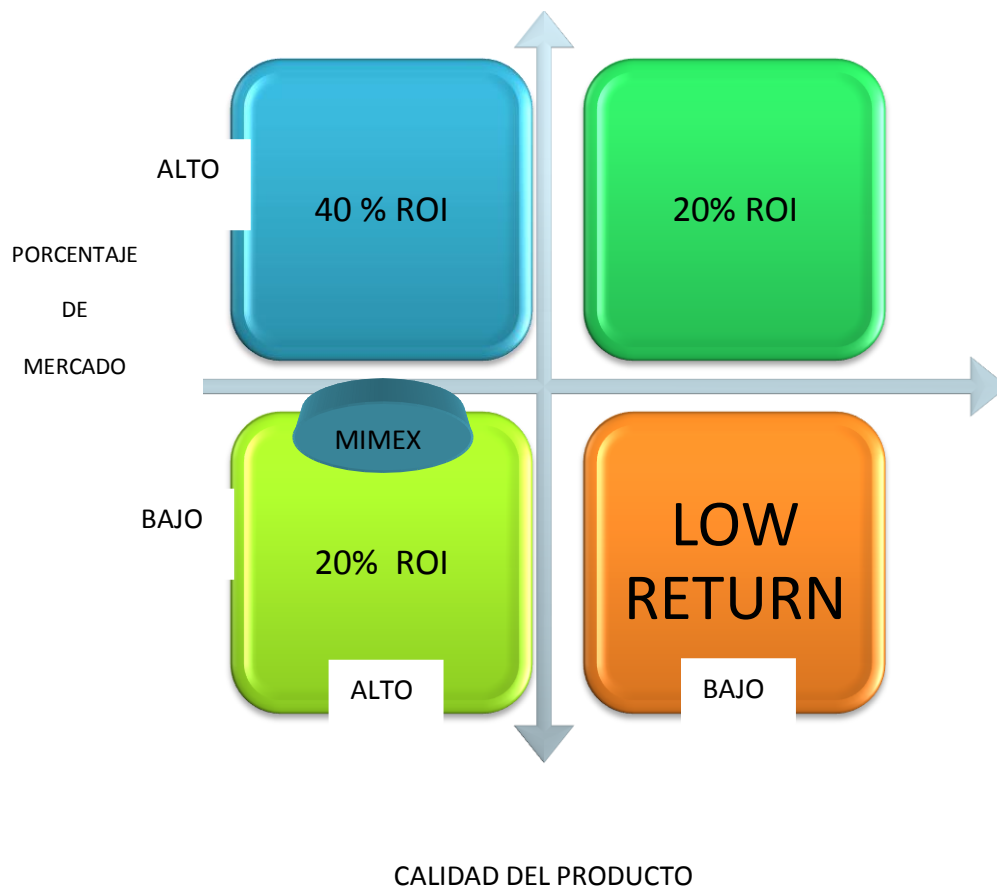 ALTO
40 % ROI
20% ROI
PORCENTAJE
DE
MERCADO
MIMEX
BAJO
20% ROI
LOW
RETURN
ALTO
BAJO
CALIDAD DEL PRODUCTO